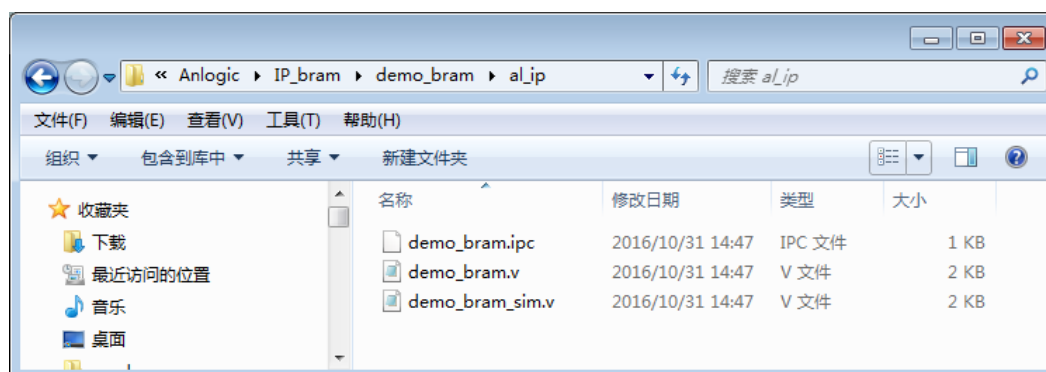 « Anlogic ▸ IP_bram ▸ demo_bram ▸ al_ip 搜索 al_ip
文件(F) 编辑(E) 查看(V) 工具(T) 帮助(H)
组织 包含到库中 共享 新建文件夹
收藏夹 名称 修改日期 类型 大小
下载 demo_bram.ipc 2016/10/31 14:47 IPC 文件 1 KB
最近访问的位置 demo_bram.v 2016/10/31 14:47 V 文件 2 KB
音乐 demo_bram_sim.v 2016/10/31 14:47 V 文件 2 KB
桌面